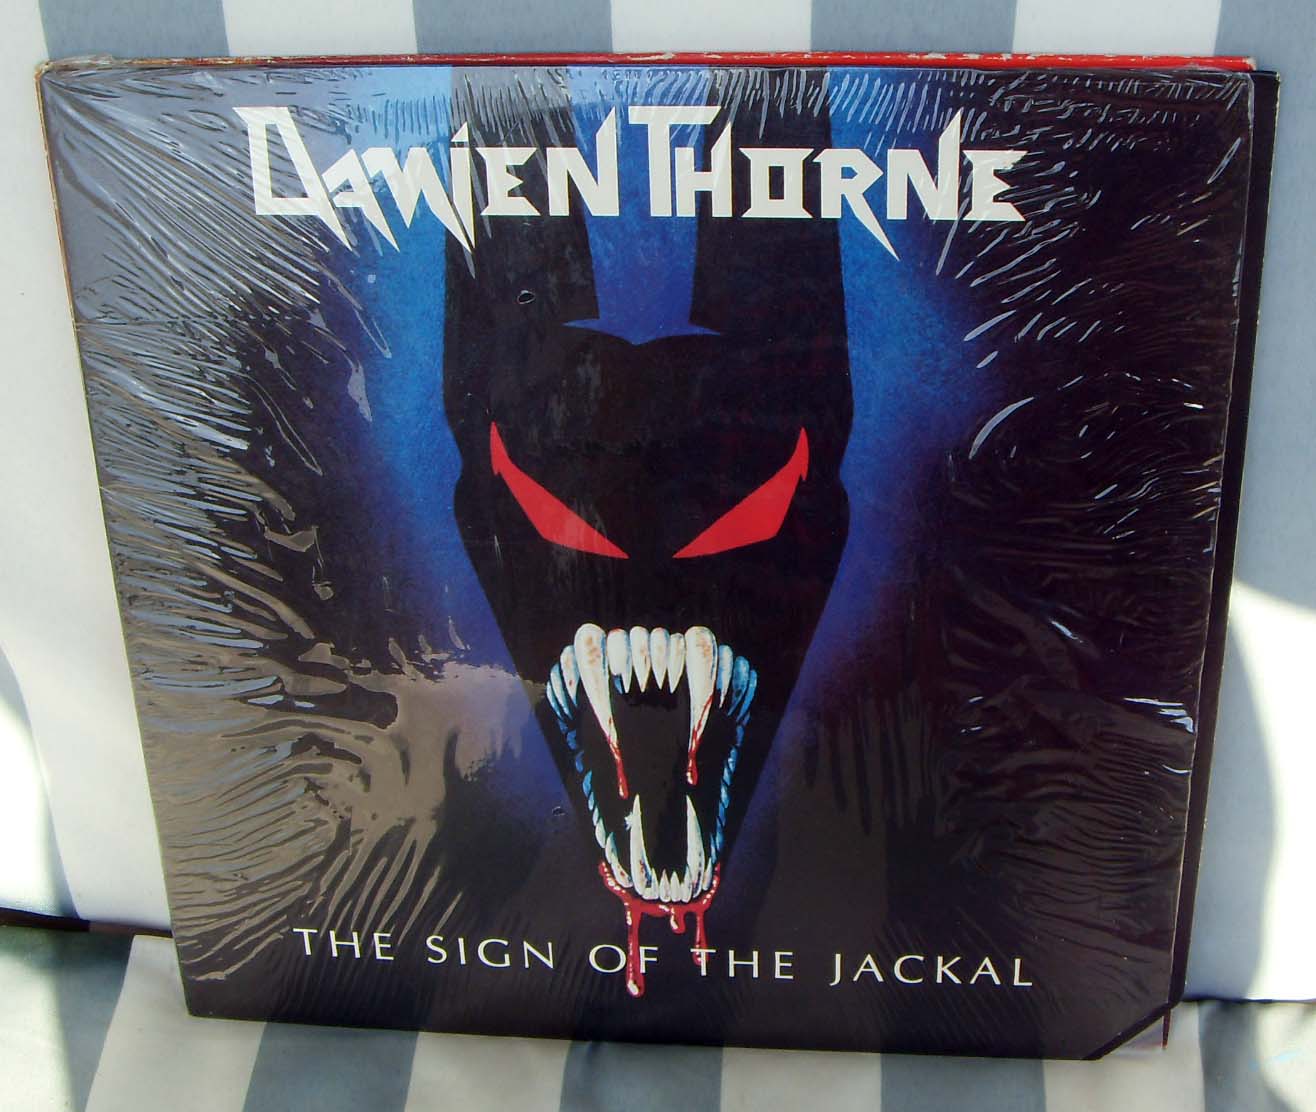 DAMIEN THORNE
THE SIGN OF THE JACKAL